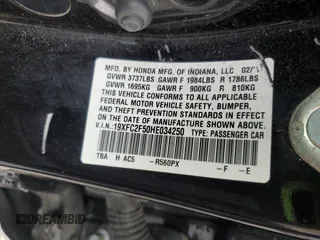 MFD. BY HONDA MFG. OF INDIANA, LLC 02/
GVWR 3737LBS GAWR F 1984LBS R 1786LBS
GVWR 1695KG GAWR F 900KG R 810KG
THIS VEHICLE CONFORMS TO ALL APPLICABLE
FEDERAL MOTOR VEHICLE SAFETY, BUMPER,
AND THEFT PREVENTION STANDARDS IN EFFECT
ON THE DATE OF MANUFACTURE SHOWN ABOVE.
V.I.N.:19XFC2F50HE034250 TYPE: PASSENGER CAR
TBA H AC5 -R560PX -F -E
DREAMBID